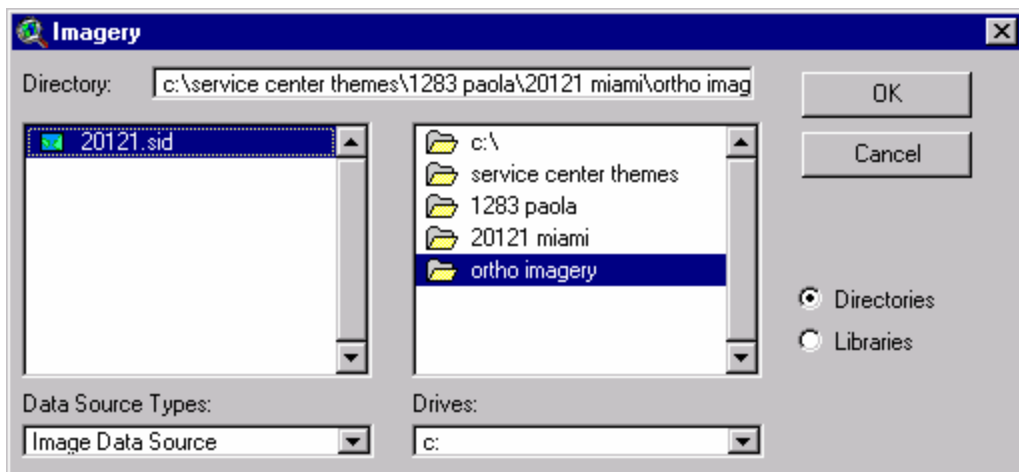 Imagery
Directory: c:\service center themes\1283 paola\20121 miami\ortho imag
OK
20121.sid
c:\
Cancel
service center themes
1283 paola
20121 miami
ortho imagery
Directories
Libraries
Data Source Types:
Drives:
Image Data Source
c: